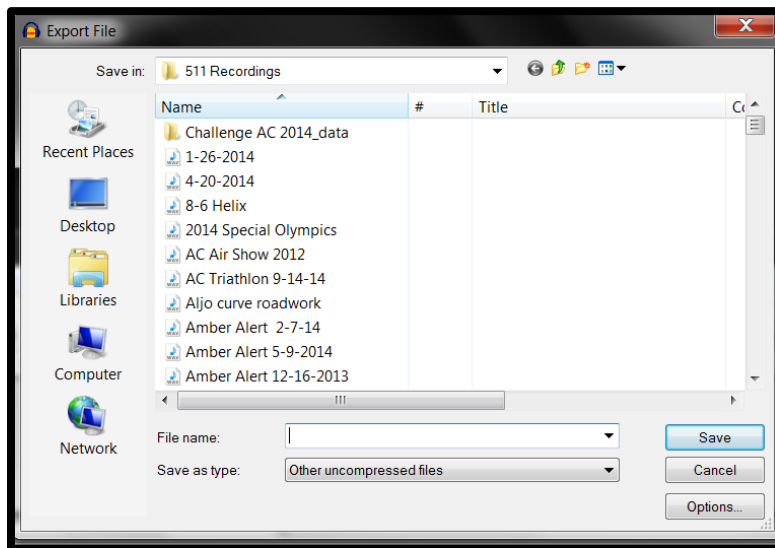 Export File
Save in:
511 Recordings
Name # Title
Challenge AC 2014_data
1-26-2014
4-20-2014
8-6 Helix
2014 Special Olympics
AC Air Show 2012
AC Triathlon 9-14-14
Aljo curve roadwork
Amber Alert 2-7-14
Amber Alert 5-9-2014
Amber Alert 12-16-2013
Recent Places
Desktop
Libraries
Computer
Network
File name:
Save
Save as type:
Other uncompressed files
Cancel
Options...